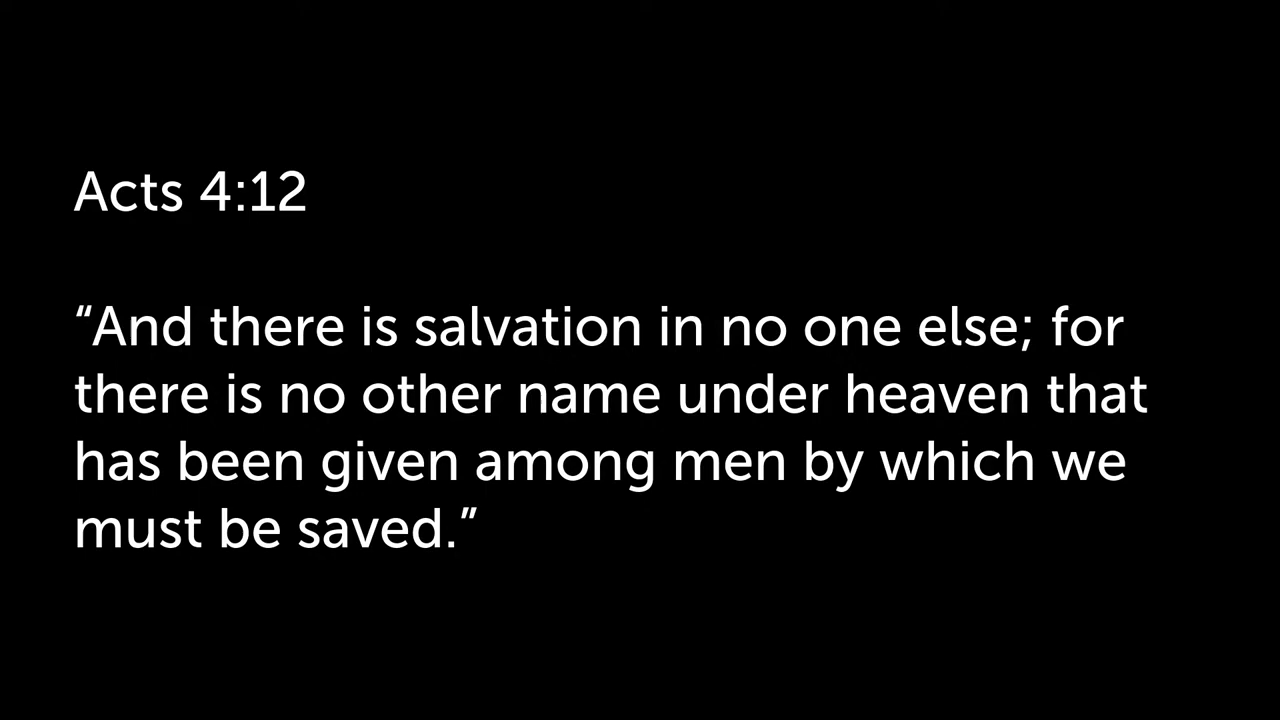 Acts 4:12
“And there is salvation in no one else; for
there is no other name under heaven that
has been given among men by which we
must be saved.”